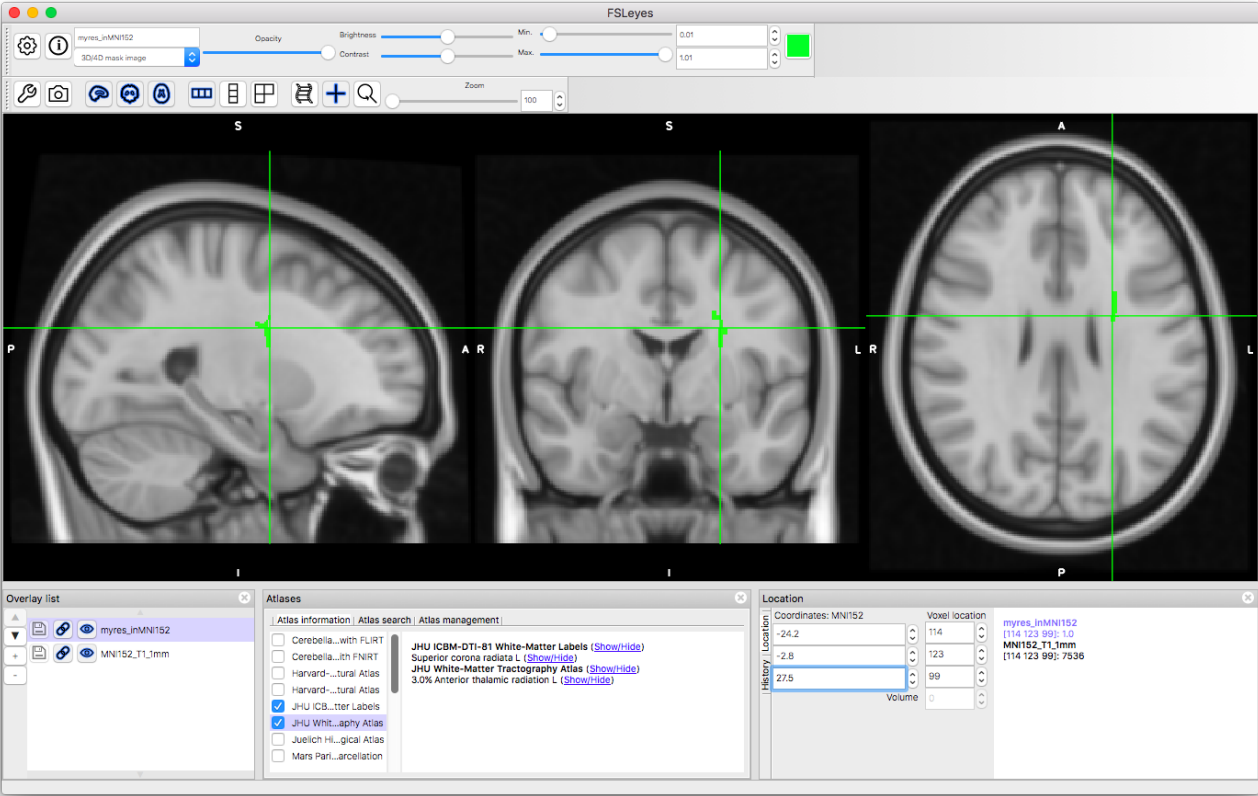 FSLeyes
myres_inMNI152
3D/4D mask image
Opacity
Brightness
Contrast
Min.
Max.
0.01
1.01
Zoom
100
S
S
A
P
A
R
L
R
L
I
I
P
Overlay list
myres_inMNI152
MNI152_T1_1mm
Atlases
Atlas information
Atlas search
Atlas management
Cerebella...with FLIRT
Cerebella...ith FNIRT
Harvard-...tural Atlas
Harvard-...tural Atlas
JHU ICB...tter Labels
JHU Whit...aphy Atlas
Juelich Hi...gical Atlas
Mars Pari...arcellation
JHU ICBM-DTI-81 White-Matter Labels (Show/Hide)
Superior corona radiata L (Show/Hide)
JHU White-Matter Tractography Atlas (Show/Hide)
3.0% Anterior thalamic radiation L (Show/Hide)
Location
Location
History
Coordinates: MNI152
-24.2
-2.8
27.5
Voxel location
114
123
99
Volume
0
myres_inMNI152
[114 123 99]: 1.0
MNI152_T1_1mm
[114 123 99]: 7536